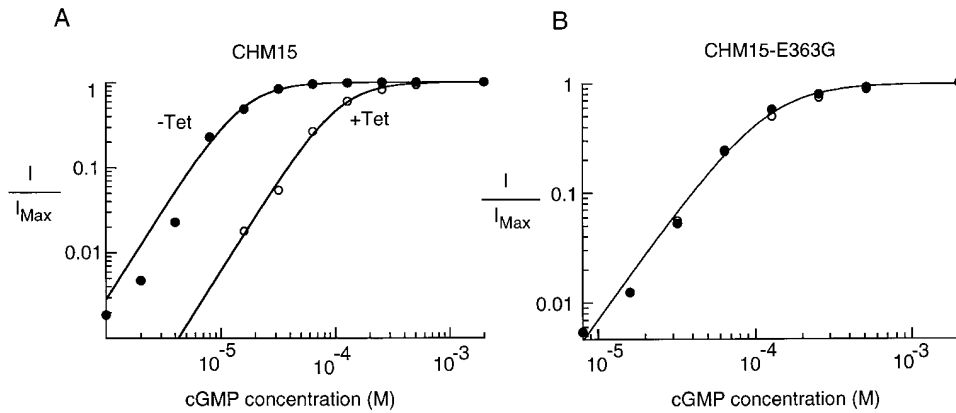 A
CHM15
1
0.1
0.01
I
I_Max
-Tet
+Tet
10^-5
10^-4
10^-3
cGMP concentration (M)
B
CHM15-E363G
1
0.1
0.01
I
I_Max
10^-5
10^-4
10^-3
cGMP concentration (M)